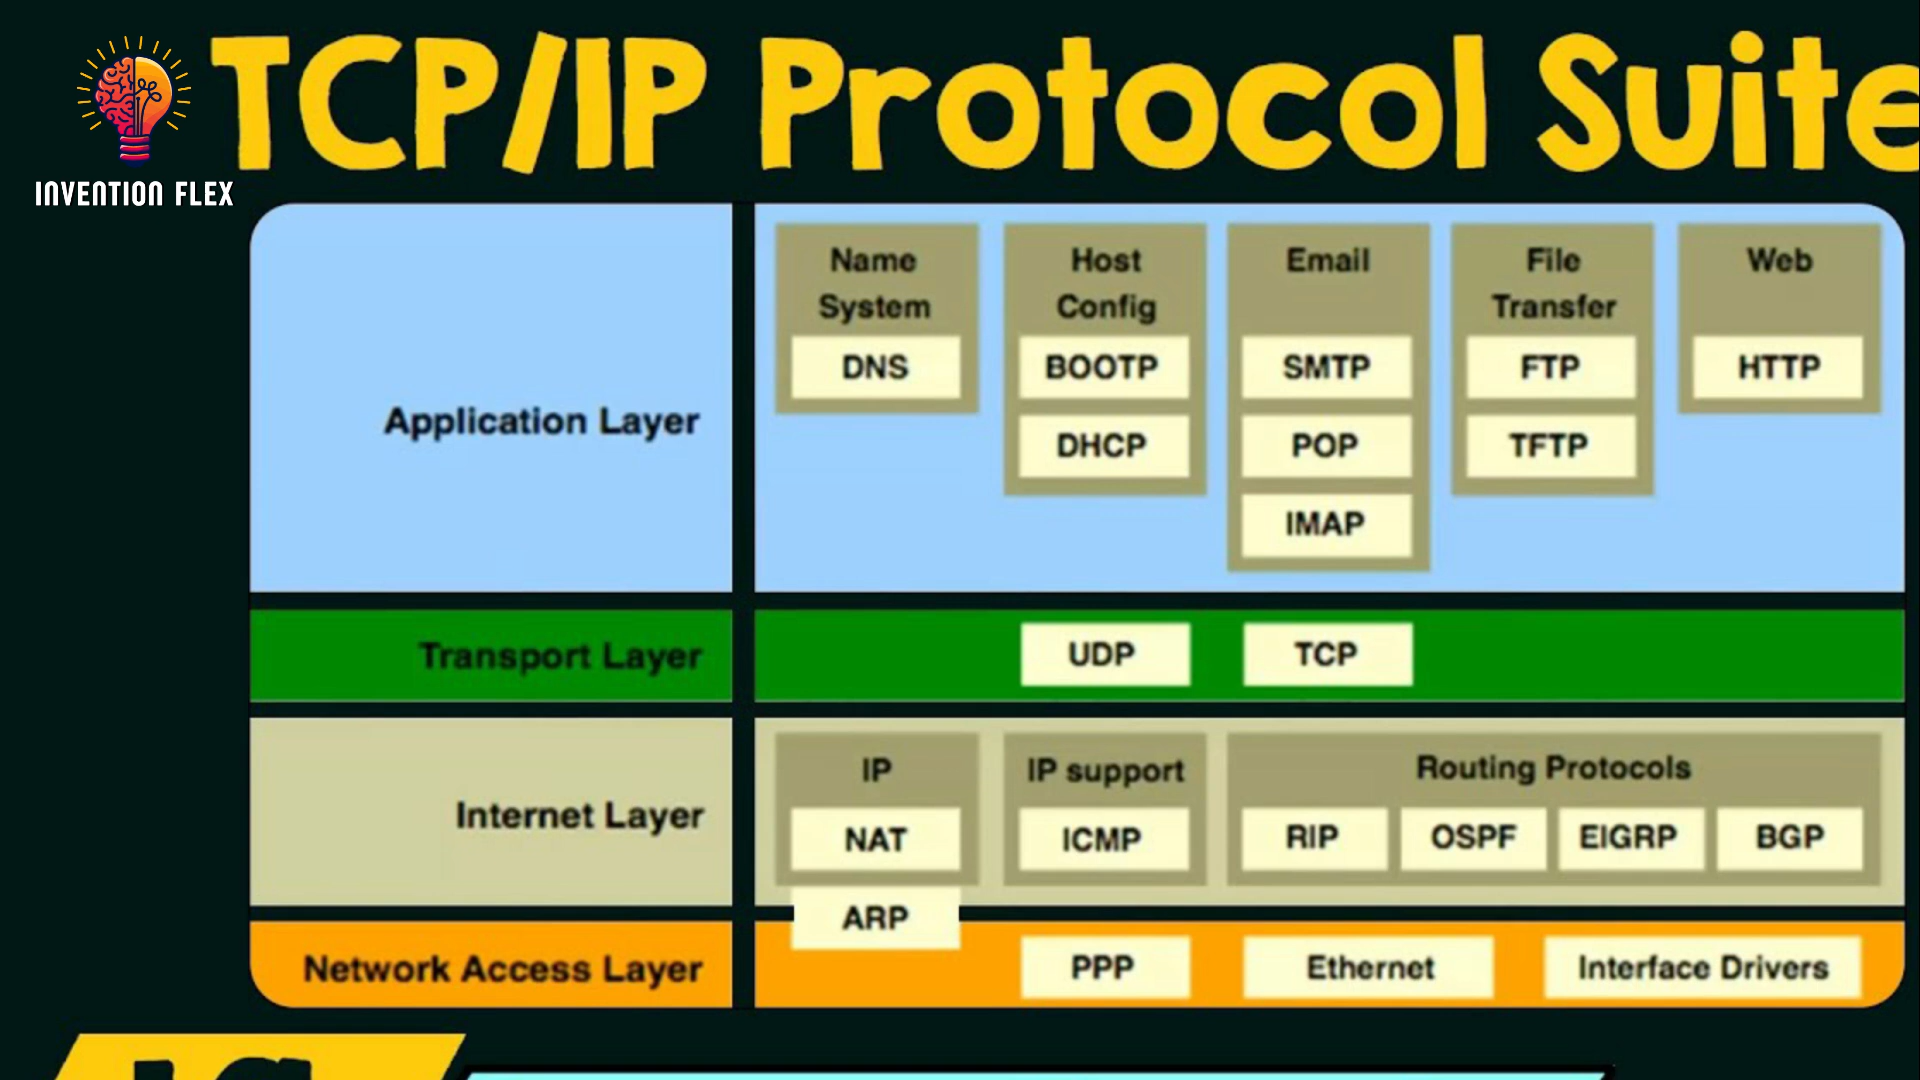 TCP/IP Protocol Suite
INVENTION FLEX
Application Layer
Name
System
DNS
Host
Config
BOOTP
DHCP
Email
SMTP
POP
IMAP
File
Transfer
FTP
TFTP
Web
HTTP
Transport Layer
UDP
TCP
Internet Layer
IP
NAT
IP support
ICMP
Routing Protocols
RIP
OSPF
EIGRP
BGP
ARP
Network Access Layer
PPP
Ethernet
Interface Drivers